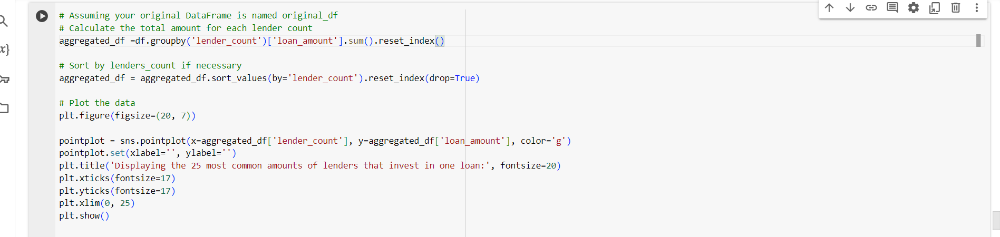 # Assuming your original DataFrame is named original_df
# Calculate the total amount for each lender count
aggregated_df =df.groupby('lender_count')['loan_amount'].sum().reset_index()
# Sort by lenders_count if necessary
aggregated_df = aggregated_df.sort_values(by='lender_count').reset_index(drop=True)
# Plot the data
plt.figure(figsize=(20, 7))
pointplot = sns.pointplot(x=aggregated_df['lender_count'], y=aggregated_df['loan_amount'], color='g')
pointplot.set(xlabel='', ylabel='')
plt.title('Displaying the 25 most common amounts of lenders that invest in one loan:', fontsize=20)
plt.xticks(fontsize=17)
plt.yticks(fontsize=17)
plt.xlim(0, 25)
plt.show()
x}